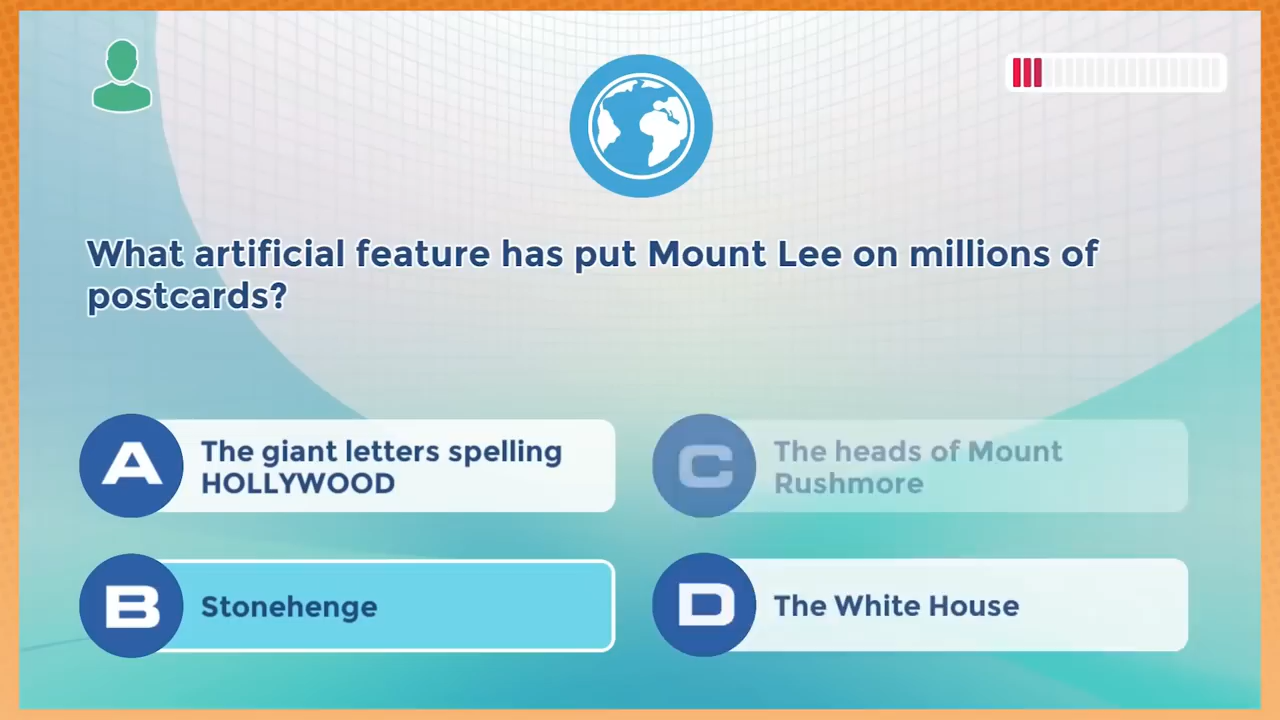 What artificial feature has put Mount Lee on millions of
postcards?
A
The giant letters spelling
HOLLYWOOD
B
Stonehenge
C
The heads of Mount
Rushmore
D
The White House